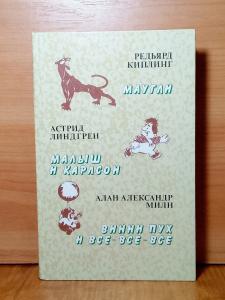 РЕДЬЯРД
КИПЛИНГ
МАУГЛИ
АСТРИД
ЛИНДГРЕН
МАЛЫШ
И КАРЛСОН
АЛАН АЛЕКСАНДР
МИЛН
ВИННИ ПУХ
И ВСЕ-ВСЕ-ВСЕ